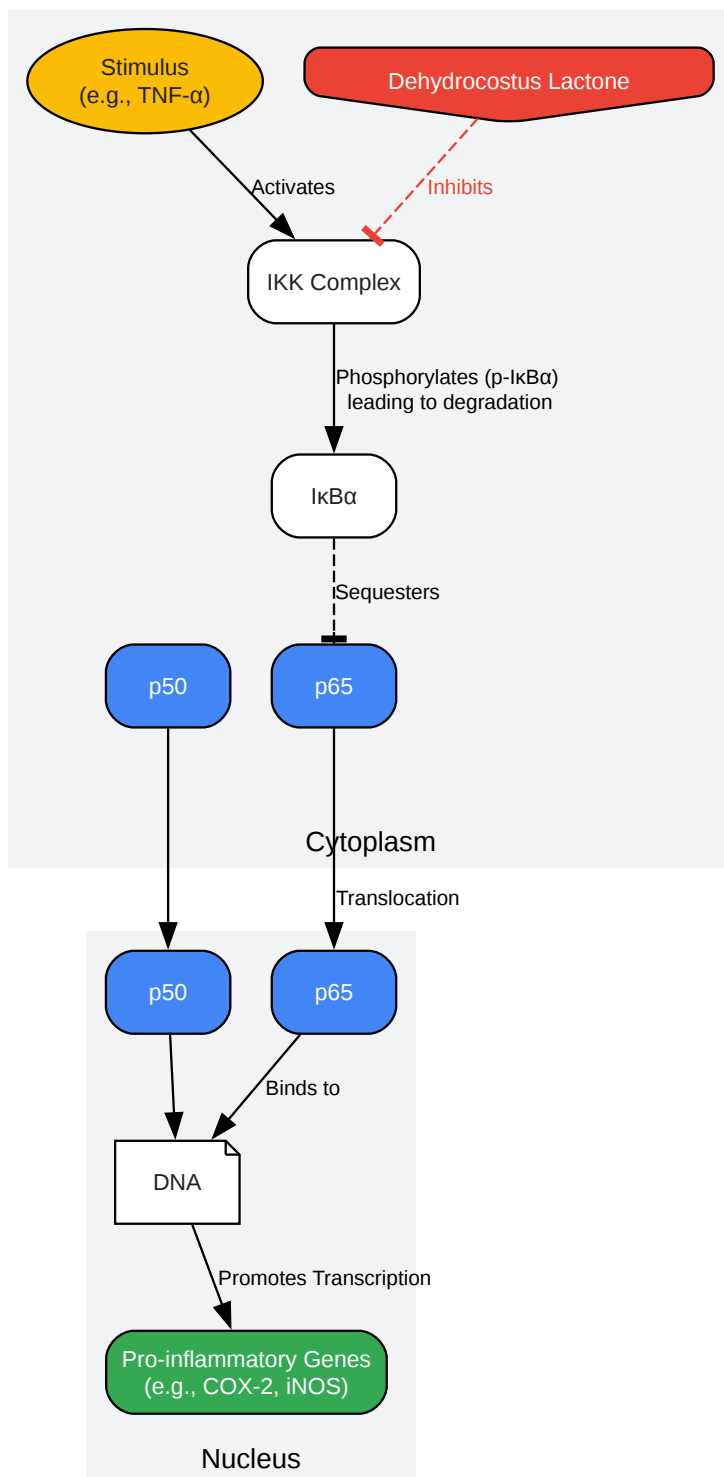 Stimulus
(e.g., TNF-α)
Dehydrocostus Lactone
Activates
Inhibits
IKK Complex
Phosphorylates (p-IκBα)
leading to degradation
IκBα
Sequesters
p50
p65
Cytoplasm
Translocation
p50
p65
Binds to
DNA
Promotes Transcription
Pro-inflammatory Genes
(e.g., COX-2, iNOS)
Nucleus